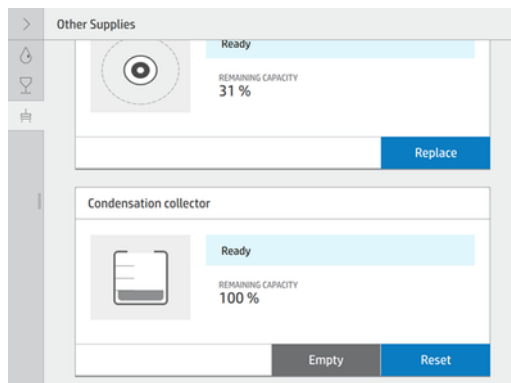 Other Supplies
Ready
REMAINING CAPACITY
31 %
Replace
Condensation collector
Ready
REMAINING CAPACITY
100 %
Empty
Reset